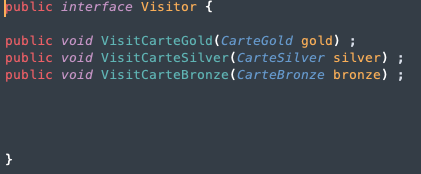 public interface Visitor {
public void VisitCarteGold(CarteGold gold) ;
public void VisitCarteSilver(CarteSilver silver) ;
public void VisitCarteBronze(CarteBronze bronze) ;
}